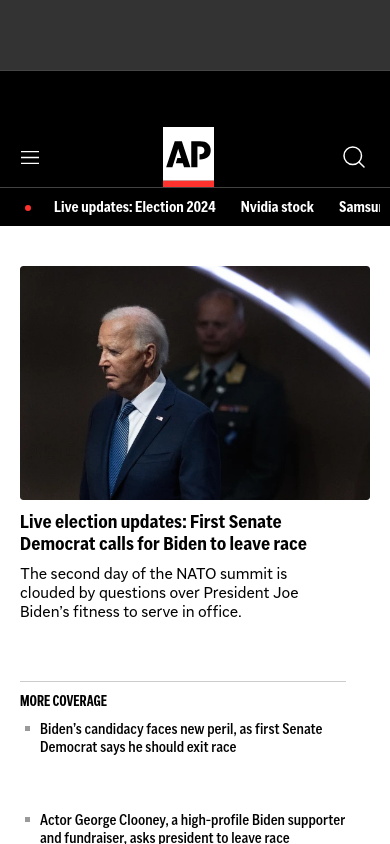 AP
Live updates: Election 2024 Nvidia stock
Live election updates: First Senate
Democrat calls for Biden to leave race
The second day of the NATO summit is
clouded by questions over President Joe
Biden's fitness to serve in office.
MORE COVERAGE
Biden's candidacy faces new peril, as first Senate
Democrat says he should exit race
Actor George Clooney, a high-profile Biden supporter
and fundraiser, asks president to leave race